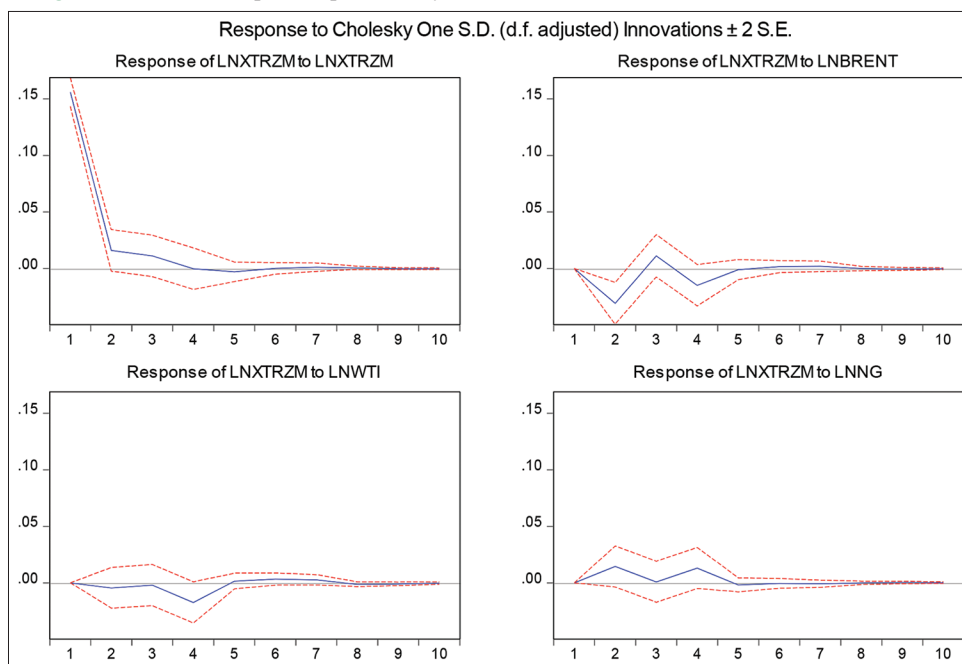 Response to Cholesky One S.D. (d.f. adjusted) Innovations ± 2 S.E.
Response of LNXTRZM to LNXTRZM
.15
.10
.05
.00
1 2 3 4 5 6 7 8 9 10
Response of LNXTRZM to LNBRENT
.15
.10
.05
.00
1 2 3 4 5 6 7 8 9 10
Response of LNXTRZM to LNWTI
.15
.10
.05
.00
1 2 3 4 5 6 7 8 9 10
Response of LNXTRZM to LNNG
.15
.10
.05
.00
1 2 3 4 5 6 7 8 9 10